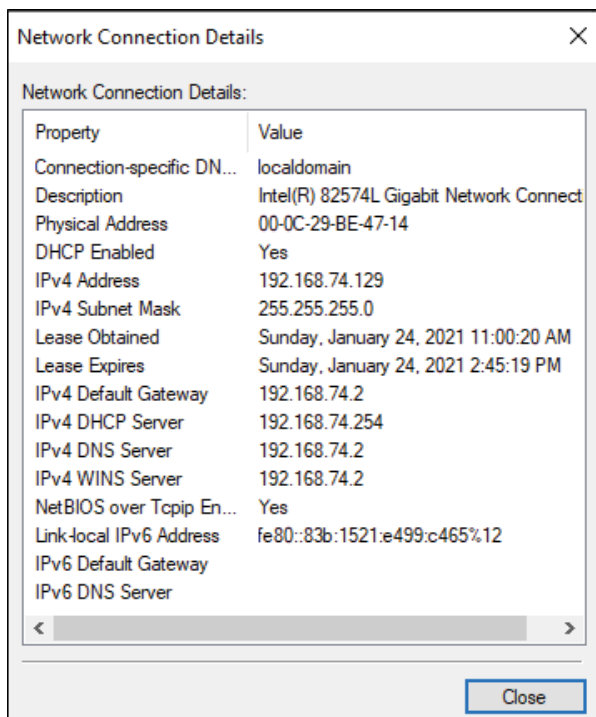 Network Connection Details
Network Connection Details:
Property Value
Connection-specific DN... localdomain
Description Intel(R) 82574L Gigabit Network Connecti
Physical Address 00-0C-29-BE-47-14
DHCP Enabled Yes
IPv4 Address 192.168.74.129
IPv4 Subnet Mask 255.255.255.0
Lease Obtained Sunday, January 24, 2021 11:00:20 AM
Lease Expires Sunday, January 24, 2021 2:45:19 PM
IPv4 Default Gateway 192.168.74.2
IPv4 DHCP Server 192.168.74.254
IPv4 DNS Server 192.168.74.2
IPv4 WINS Server 192.168.74.2
NetBIOS over Tcpip En... Yes
Link-local IPv6 Address fe80::83b:1521:e499:c465%12
IPv6 Default Gateway
IPv6 DNS Server
Close